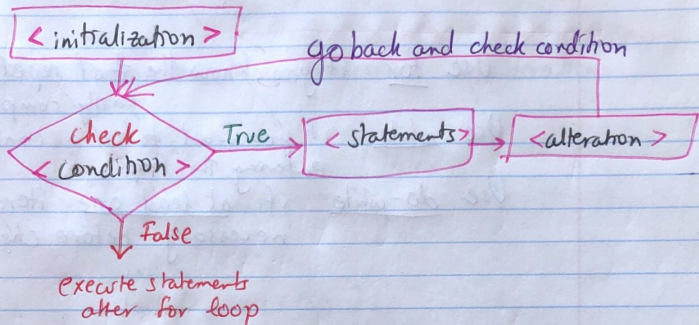 < initialization >
go back and check condition
check
< condition >
True
< statements >
< alteration >
False
execute statements
after for loop